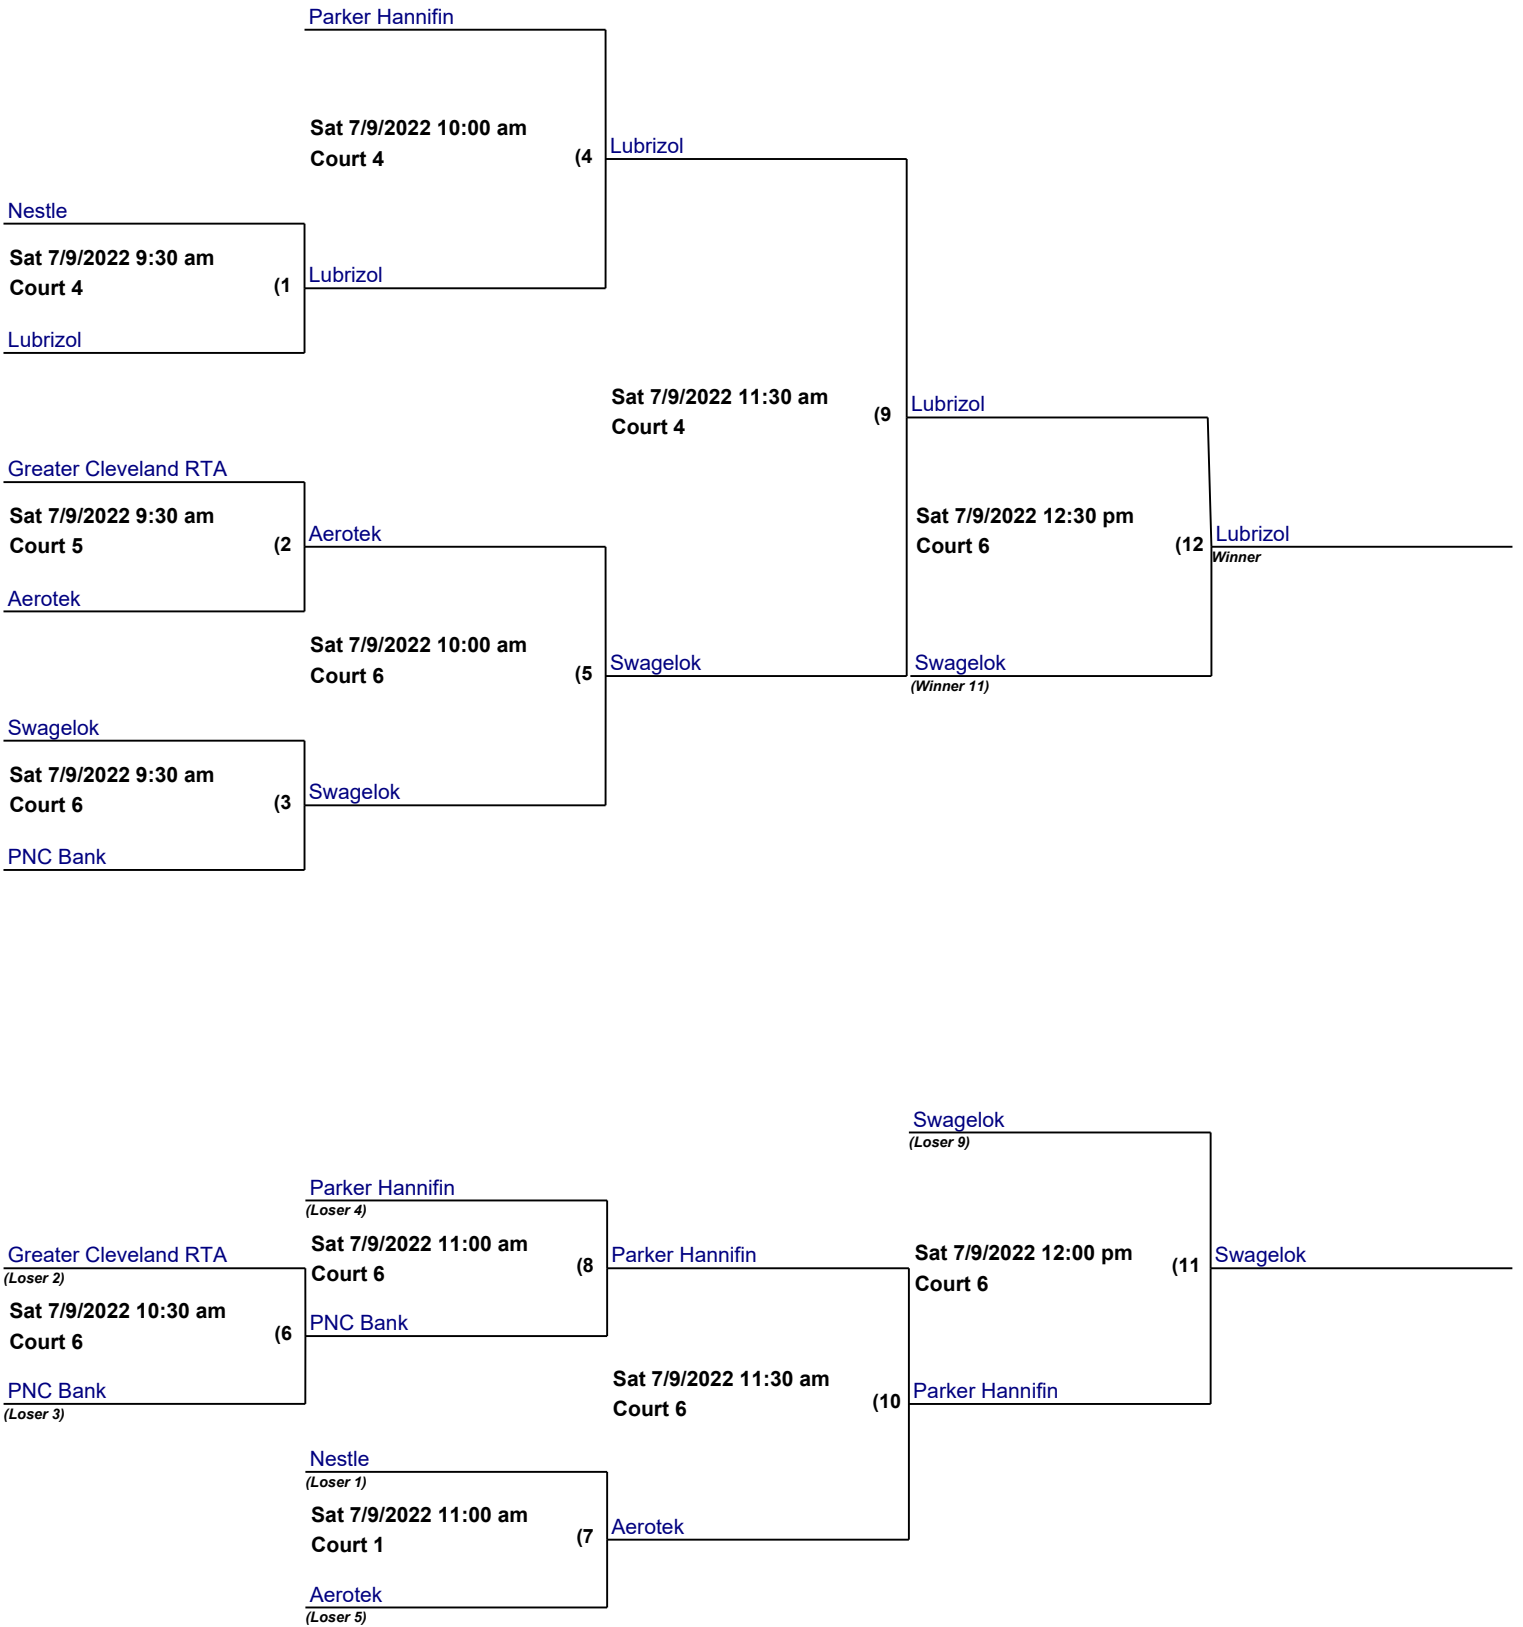 Parker Hannifin
Sat 7/9/2022 10:00 am
Court 4
(4
Lubrizol
Nestle
Sat 7/9/2022 9:30 am
Court 4
(1
Lubrizol
Lubrizol
Sat 7/9/2022 11:30 am
Court 4
(9
Lubrizol
Greater Cleveland RTA
Sat 7/9/2022 9:30 am
Court 5
(2
Aerotek
Aerotek
Sat 7/9/2022 12:30 pm
Court 6
(12
Lubrizol
Winner
Sat 7/9/2022 10:00 am
Court 6
(5
Swagelok
Swagelok
(Winner 11)
Swagelok
Sat 7/9/2022 9:30 am
Court 6
(3
Swagelok
PNC Bank
Swagelok
(Loser 9)
Parker Hannifin
(Loser 4)
Sat 7/9/2022 11:00 am
Court 6
(8
Parker Hannifin
Sat 7/9/2022 12:00 pm
Court 6
(11
Swagelok
Greater Cleveland RTA
(Loser 2)
Sat 7/9/2022 10:30 am
Court 6
(6
PNC Bank
PNC Bank
(Loser 3)
Sat 7/9/2022 11:30 am
Court 6
(10
Parker Hannifin
Nestle
(Loser 1)
Sat 7/9/2022 11:00 am
Court 1
(7
Aerotek
Aerotek
(Loser 5)